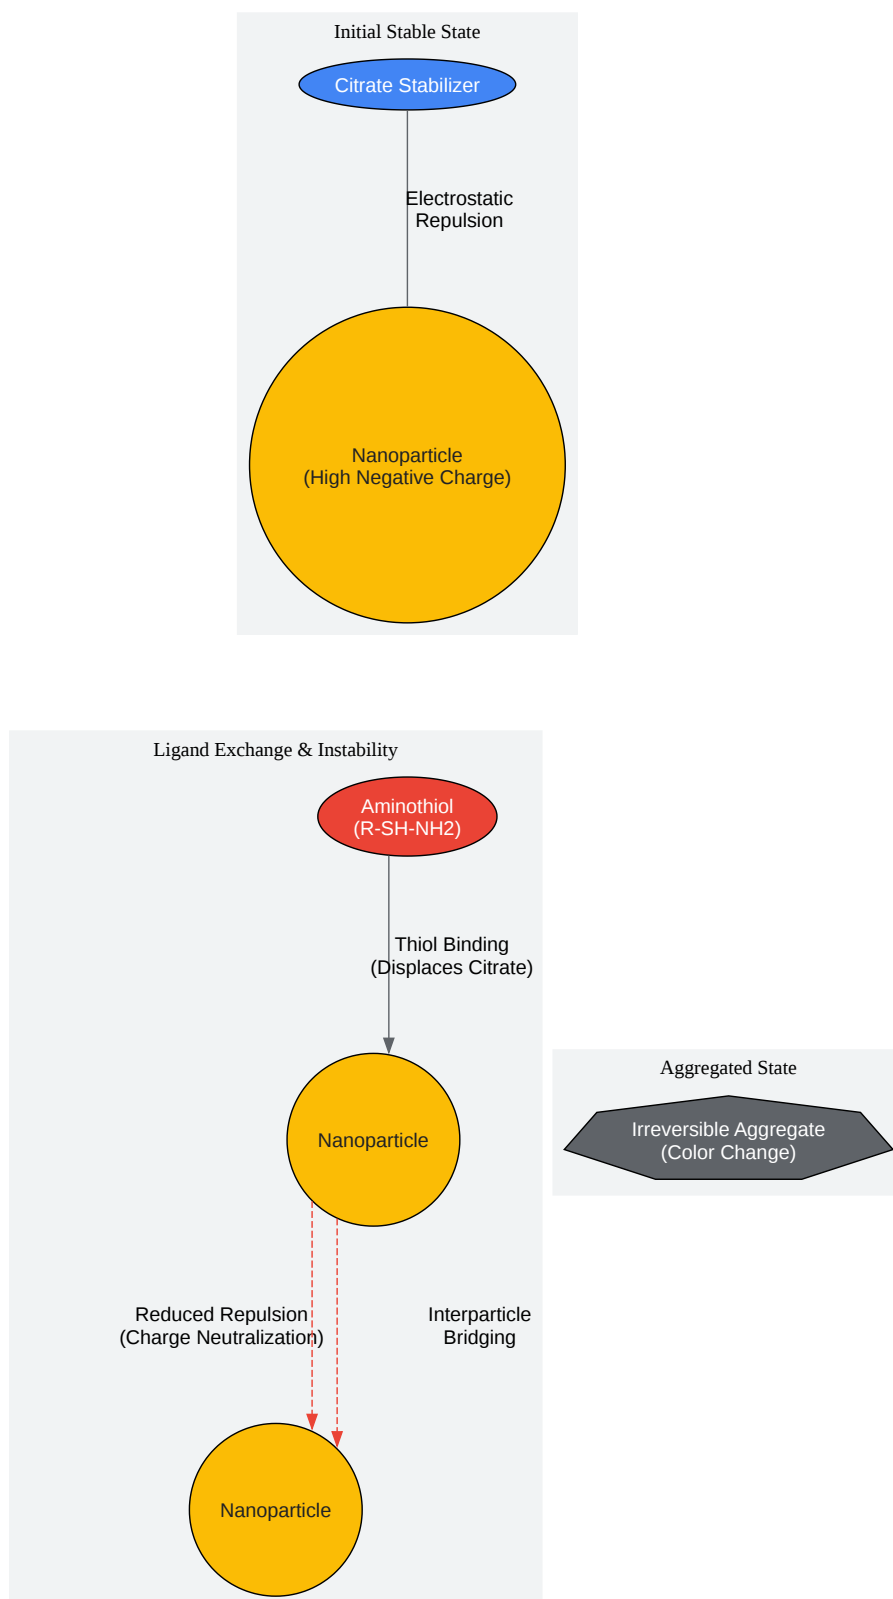 Initial Stable State
Citrate Stabilizer
Electrostatic
Repulsion
Nanoparticle
(High Negative Charge)
Ligand Exchange & Instability
Aminothiol
(R-SH-NH2)
Thiol Binding
(Displaces Citrate)
Nanoparticle
Reduced Repulsion
(Charge Neutralization)
Interparticle
Bridging
Nanoparticle
Aggregated State
Irreversible Aggregate
(Color Change)